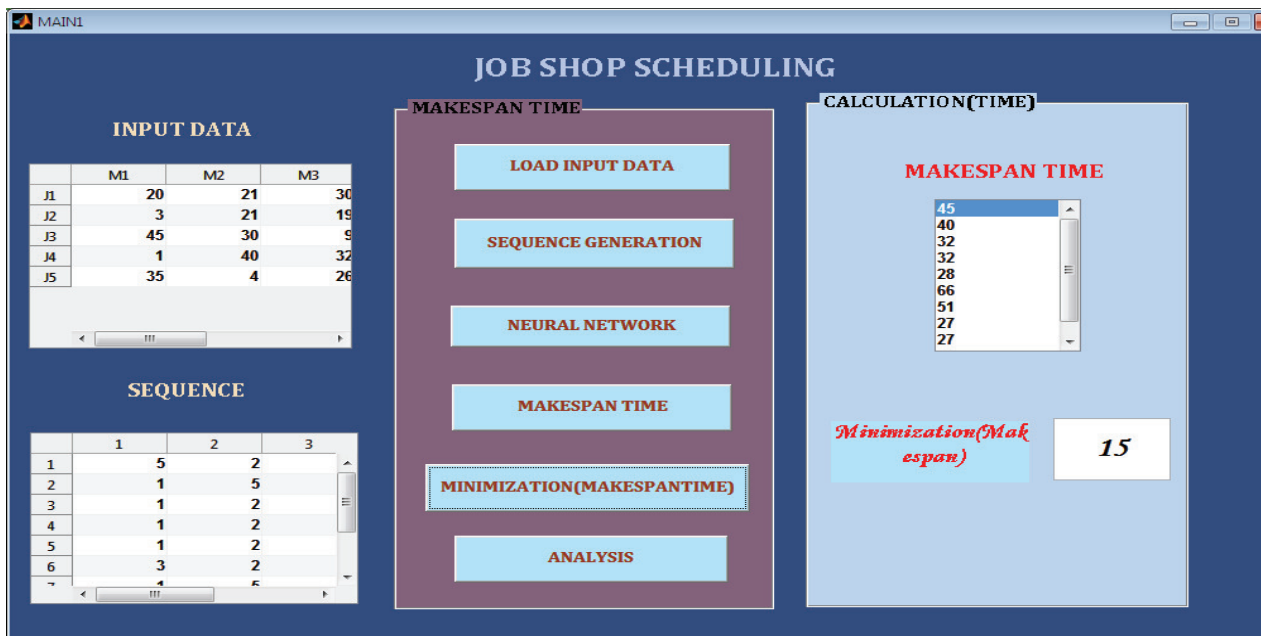 MAIN1
JOB SHOP SCHEDULING
INPUT DATA
M1 M2 M3
J1 20 21 30
J2 3 21 19
J3 45 30 9
J4 1 40 32
J5 35 4 26
SEQUENCE
1 2 3
1 5 2
2 1 5
3 1 2
4 1 2
5 1 2
6 3 2
MAKESPAN TIME
LOAD INPUT DATA
SEQUENCE GENERATION
NEURAL NETWORK
MAKESPAN TIME
MINIMIZATION(MAKESPANTIME)
ANALYSIS
CALCULATION(TIME)
MAKESPAN TIME
45
40
32
32
28
66
51
27
27
Minimization(Mak
espan)
15